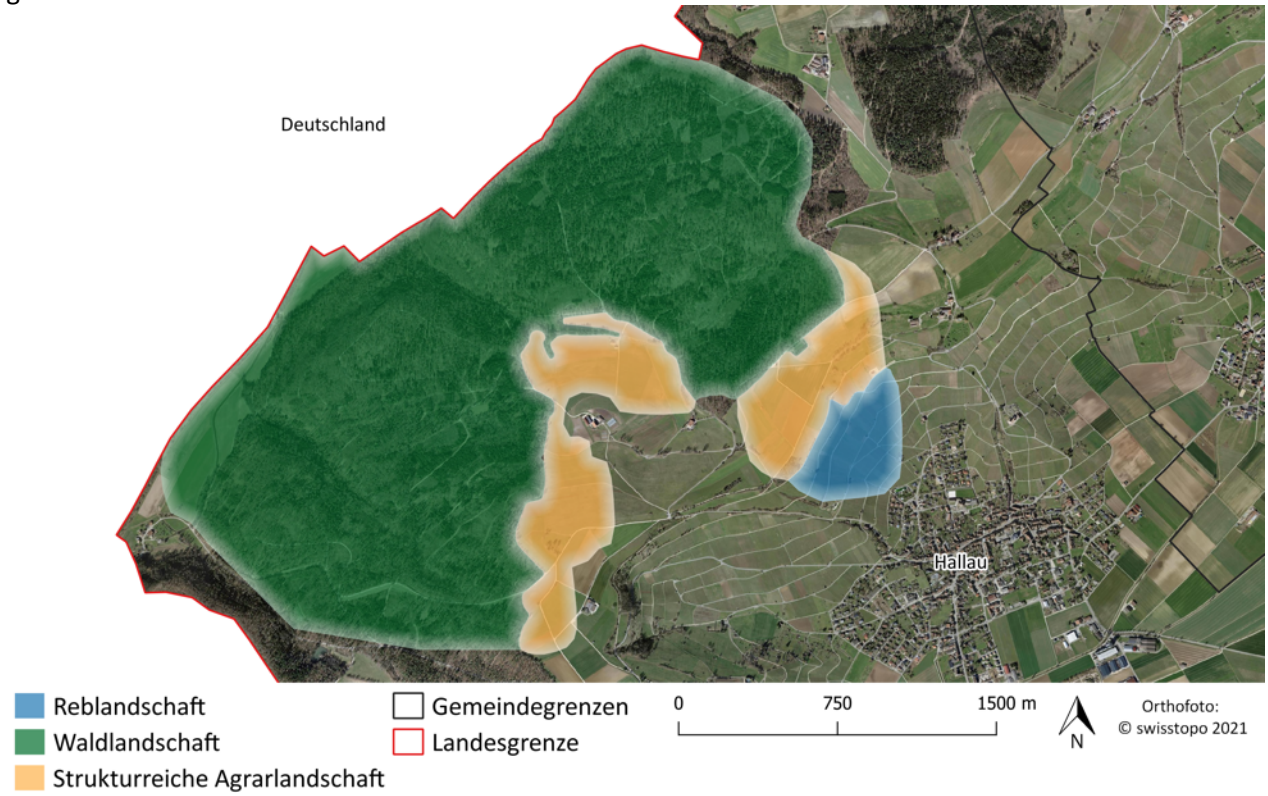 Deutschland
Hallau
Reblandschaft
Waldlandschaft
Strukturreiche Agrarlandschaft
Gemeindegrenzen
Landesgrenze
0 750 1500 m
N
Orthofoto:
© swisstopo 2021